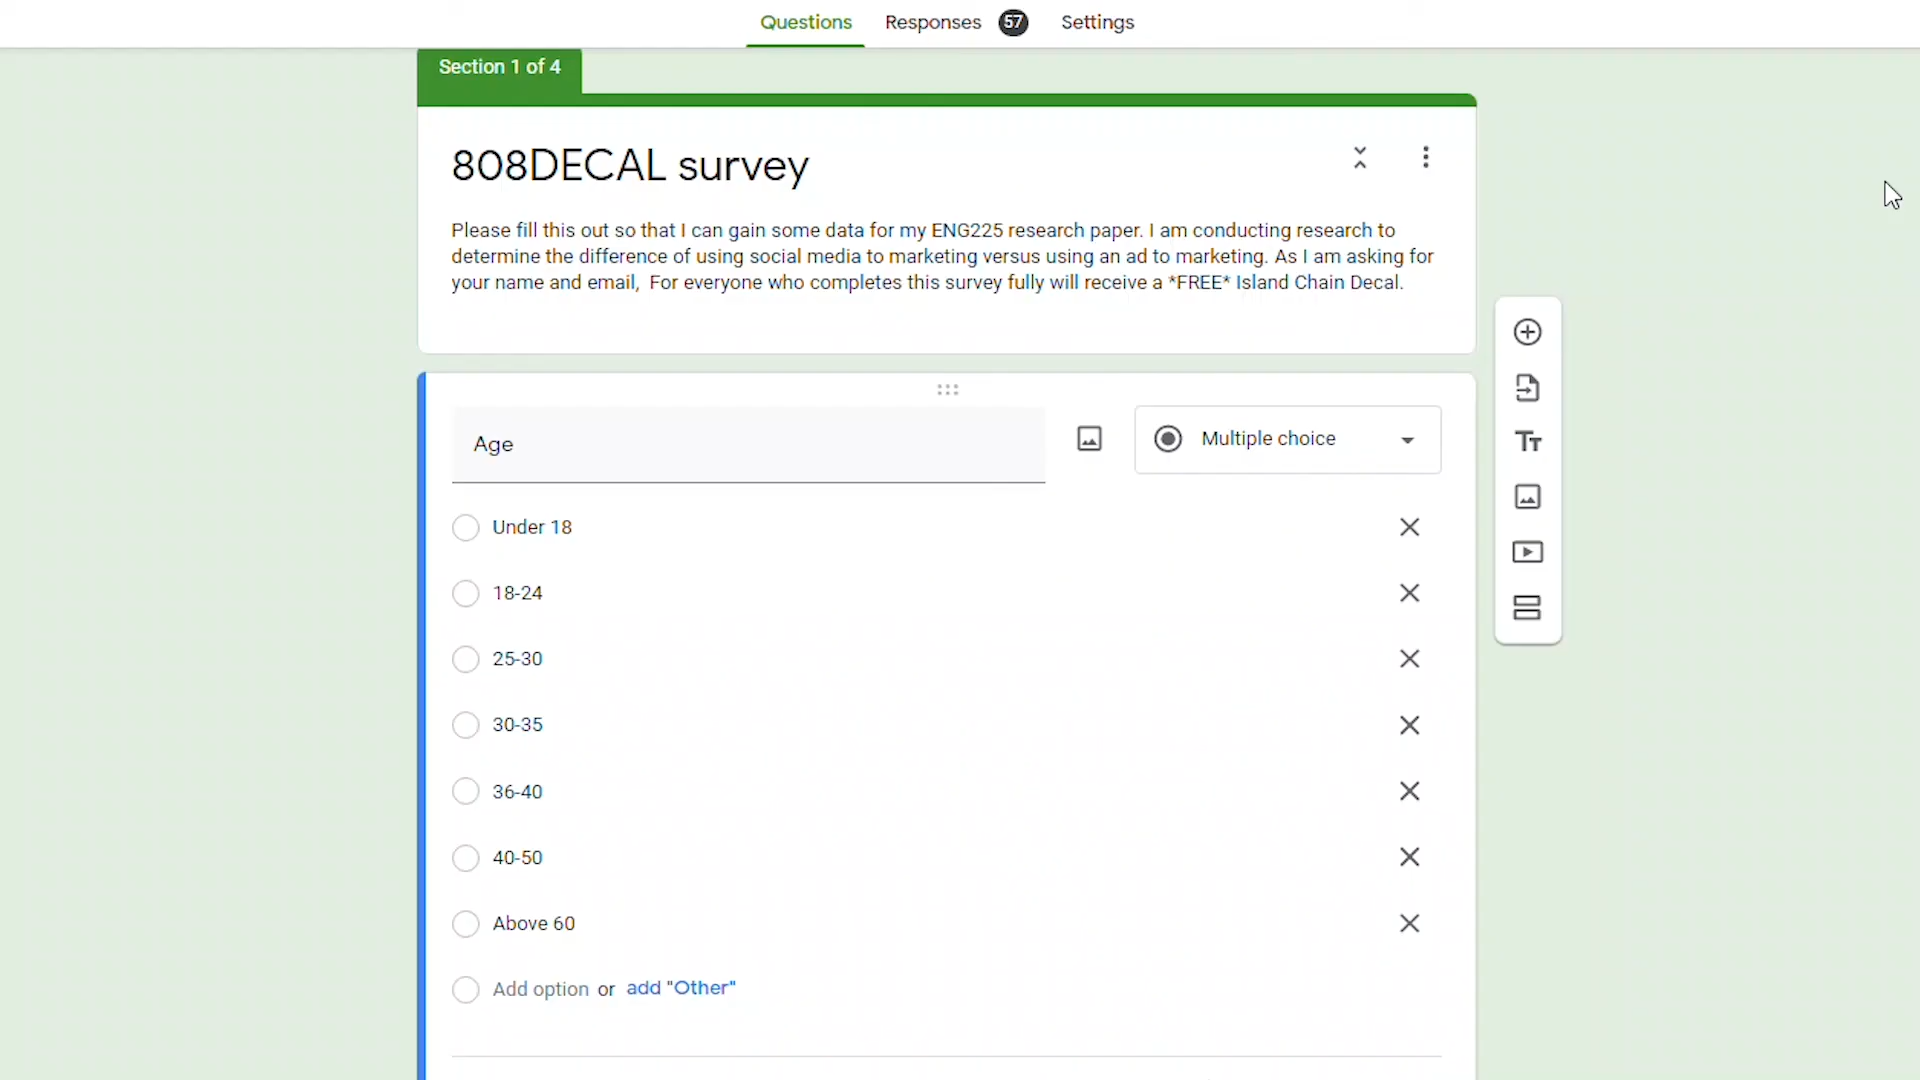 Questions Responses 57 Settings
Section 1 of 4
808DECAL survey
Please fill this out so that I can gain some data for my ENG225 research paper. I am conducting research to
determine the difference of using social media to marketing versus using an ad to marketing. As I am asking for
your name and email,  For everyone who completes this survey fully will receive a *FREE* Island Chain Decal.
Age
Multiple choice
Under 18
18-24
25-30
30-35
36-40
40-50
Above 60
Add option or add "Other"